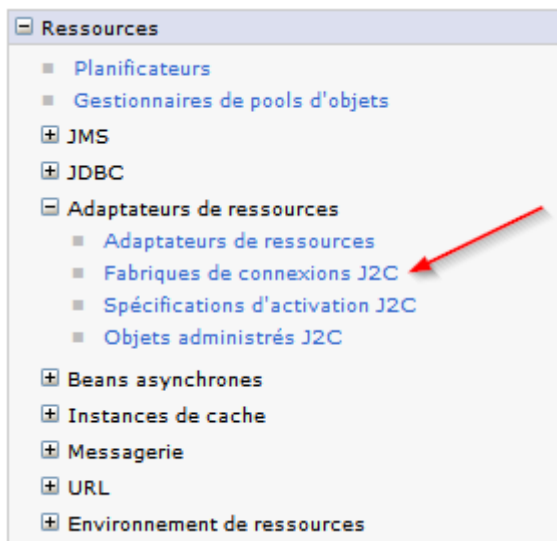 Ressources
Planificateurs
Gestionnaires de pools d'objets
JMS
JDBC
Adaptateurs de ressources
Adaptateurs de ressources
Fabriques de connexions J2C
Spécifications d'activation J2C
Objets administrés J2C
Beans asynchrones
Instances de cache
Messagerie
URL
Environnement de ressources